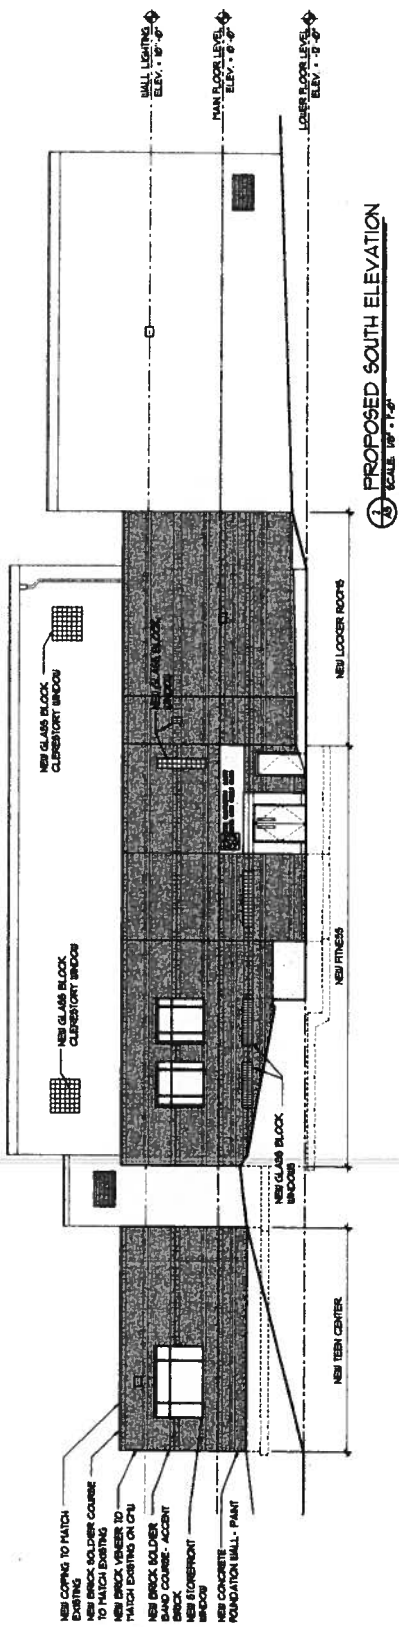 NEW COPING TO MATCH
EXISTING
NEW BRICK SOLDIER COURSE
TO MATCH EXISTING
NEW BRICK VENEER TO
MATCH EXISTING ON CMU
NEW BRICK SOLDIER
BAND COURSE - ACCENT
BRICK
NEW STOREFRONT
WINDOW
NEW CONCRETE
FOUNDATION WALL - PAINT
NEW GLASS BLOCK
CLERESTORY WINDOW
NEW GLASS BLOCK
CLERESTORY WINDOW
NEW GLASS BLOCK
WINDOW
NEW GLASS BLOCK
WINDOWS
NEW TEEN CENTER
NEW FITNESS
NEW LOCKER ROOMS
WALL LIGHTING
ELEV. = 10'-0"
MAIN FLOOR LEVEL
ELEV. = 0'-0"
LOWER FLOOR LEVEL
2
A5
PROPOSED SOUTH ELEVATION
SCALE: 1/8" = 1'-0"